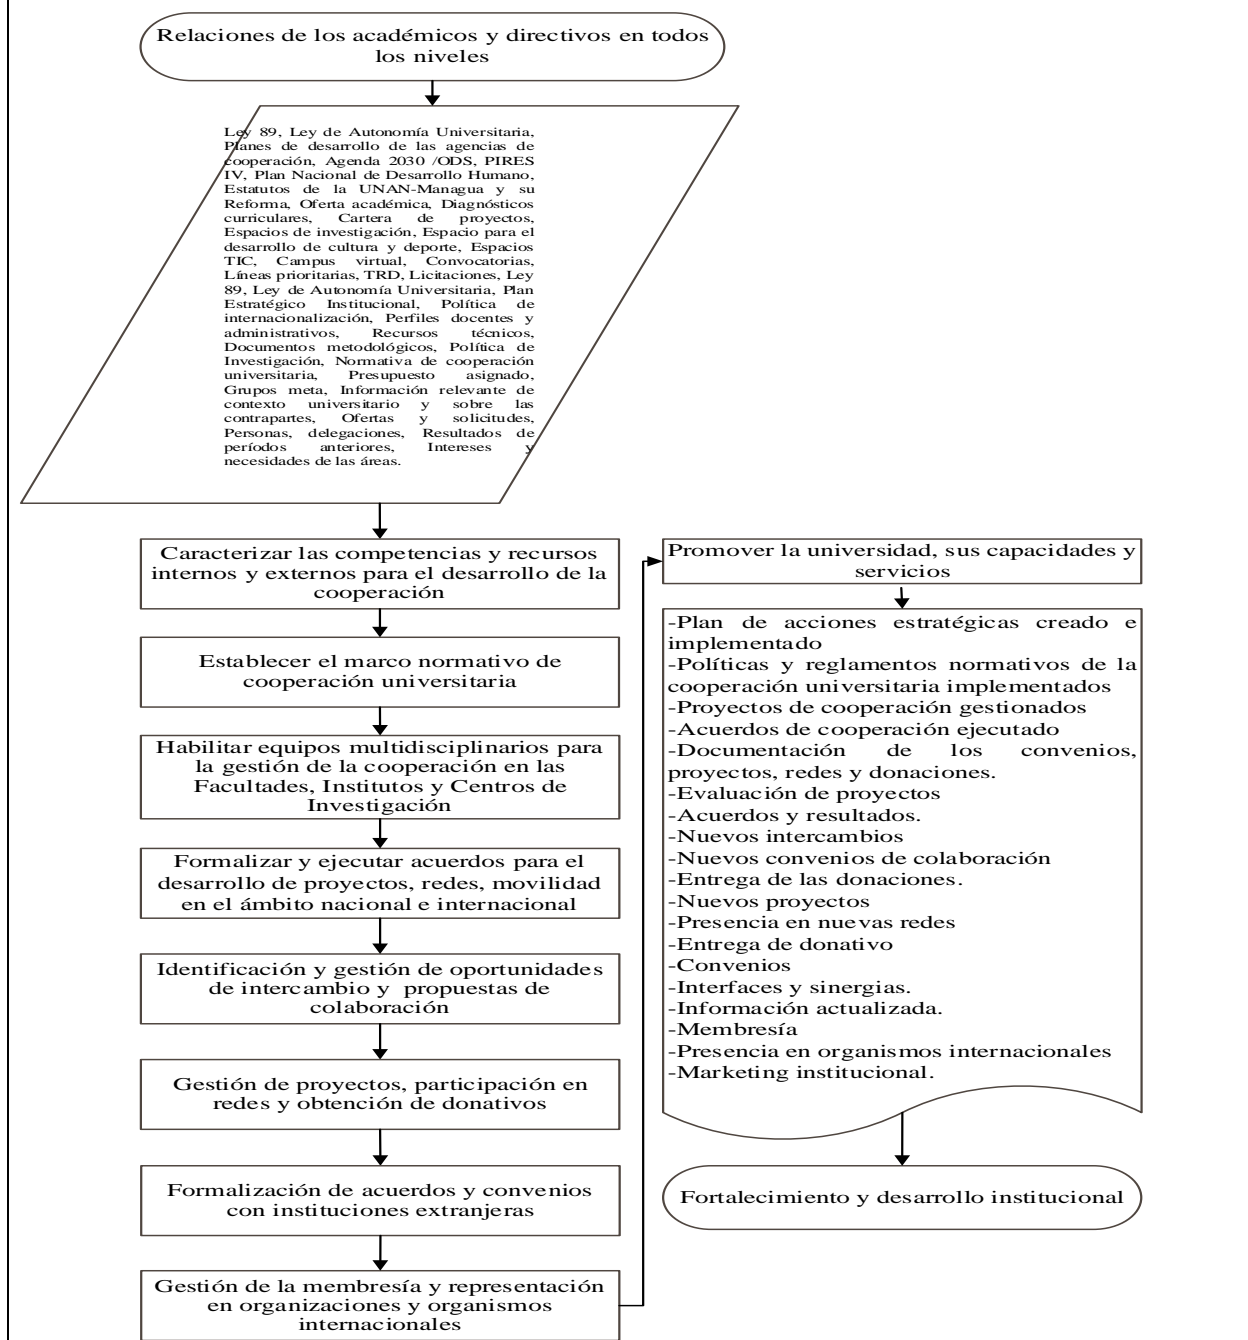 Relaciones de los académicos y directivos en todos
los niveles
Ley 89, Ley de Autonomía Universitaria,
Planes de desarrollo de las agencias de
cooperación, Agenda 2030 /ODS, PIRES
IV, Plan Nacional de Desarrollo Humano,
Estatutos de la UNAN-Managua y su
Reforma, Oferta académica, Diagnósticos
curriculares, Cartera de proyectos,
Espacios de investigación, Espacio para el
desarrollo de cultura y deporte, Espacios
TIC, Campus virtual, Convocatorias,
Líneas prioritarias, TRD, Licitaciones, Ley
89, Ley de Autonomía Universitaria, Plan
Estratégico Institucional, Política de
internacionalización, Perfiles docentes y
administrativos, Recursos técnicos,
Documentos metodológicos, Política de
Investigación, Normativa de cooperación
universitaria, Presupuesto asignado,
Grupos meta, Información relevante de
contexto universitario y sobre las
contrapartes, Ofertas y solicitudes,
Personas, delegaciones, Resultados de
períodos anteriores, Intereses y
necesidades de las áreas.
Caracterizar las competencias y recursos
internos y externos para el desarrollo de la
cooperación
Establecer el marco normativo de
cooperación universitaria
Habilitar equipos multidisciplinarios para
la gestión de la cooperación en las
Facultades, Institutos y Centros de
Investigación
Formalizar y ejecutar acuerdos para el
desarrollo de proyectos, redes, movilidad
en el ámbito nacional e internacional
Identificación y gestión de oportunidades
de intercambio y propuestas de
colaboración
Gestión de proyectos, participación en
redes y obtención de donativos
Formalización de acuerdos y convenios
con instituciones extranjeras
Gestión de la membresía y representación
en organizaciones y organismos
internacionales
Promover la universidad, sus capacidades y
servicios
-Plan de acciones estratégicas creado e
implementado
-Políticas y reglamentos normativos de la
cooperación universitaria implementados
-Proyectos de cooperación gestionados
-Acuerdos de cooperación ejecutado
-Documentación de los convenios,
proyectos, redes y donaciones.
-Evaluación de proyectos
-Acuerdos y resultados.
-Nuevos intercambios
-Nuevos convenios de colaboración
-Entrega de las donaciones.
-Nuevos proyectos
-Presencia en nuevas redes
-Entrega de donativo
-Convenios
-Interfaces y sinergias.
-Información actualizada.
-Membresía
-Presencia en organismos internacionales
-Marketing institucional.
Fortalecimiento y desarrollo institucional